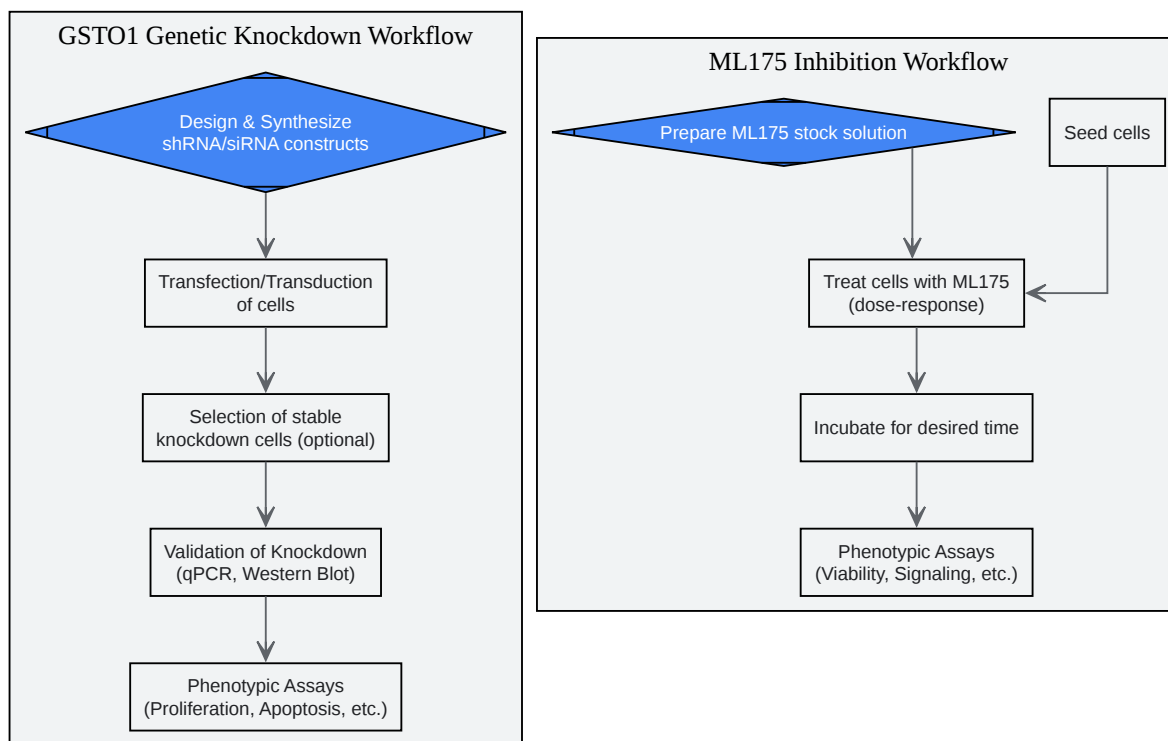 GSTO1 Genetic Knockdown Workflow
Design & Synthesize
shRNA/siRNA constructs
Transfection/Transduction
of cells
Selection of stable
knockdown cells (optional)
Validation of Knockdown
(qPCR, Western Blot)
Phenotypic Assays
(Proliferation, Apoptosis, etc.)
ML175 Inhibition Workflow
Prepare ML175 stock solution
Seed cells
Treat cells with ML175
(dose-response)
Incubate for desired time
Phenotypic Assays
(Viability, Signaling, etc.)